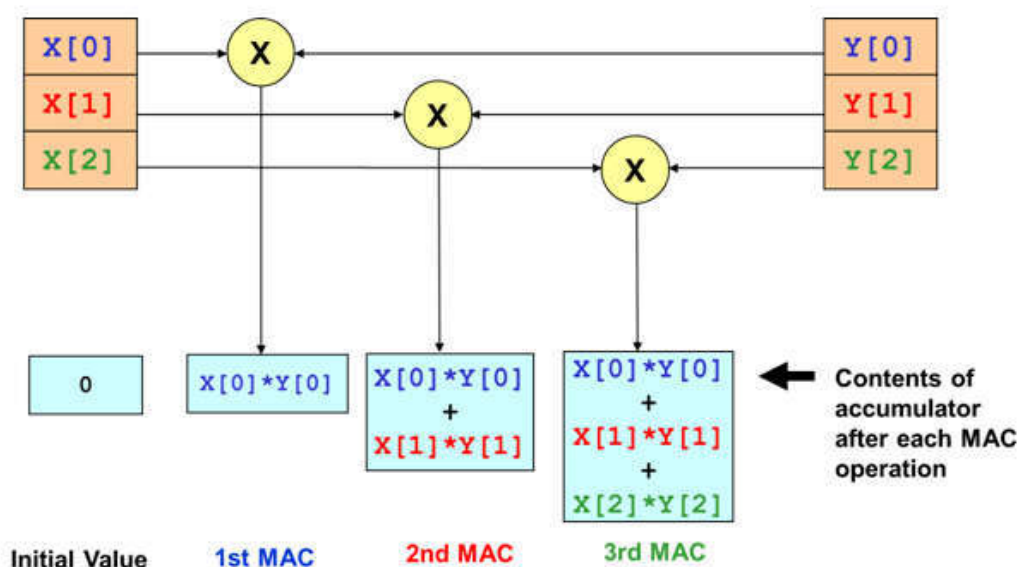 X[0]
X
Y[0]
X[1]
X
Y[1]
X[2]
X
Y[2]
0
X[0]*Y[0]
X[0]*Y[0]
+
X[1]*Y[1]
X[0]*Y[0]
+
X[1]*Y[1]
+
X[2]*Y[2]
Contents of
accumulator
after each MAC
operation
Initial Value
1st MAC
2nd MAC
3rd MAC